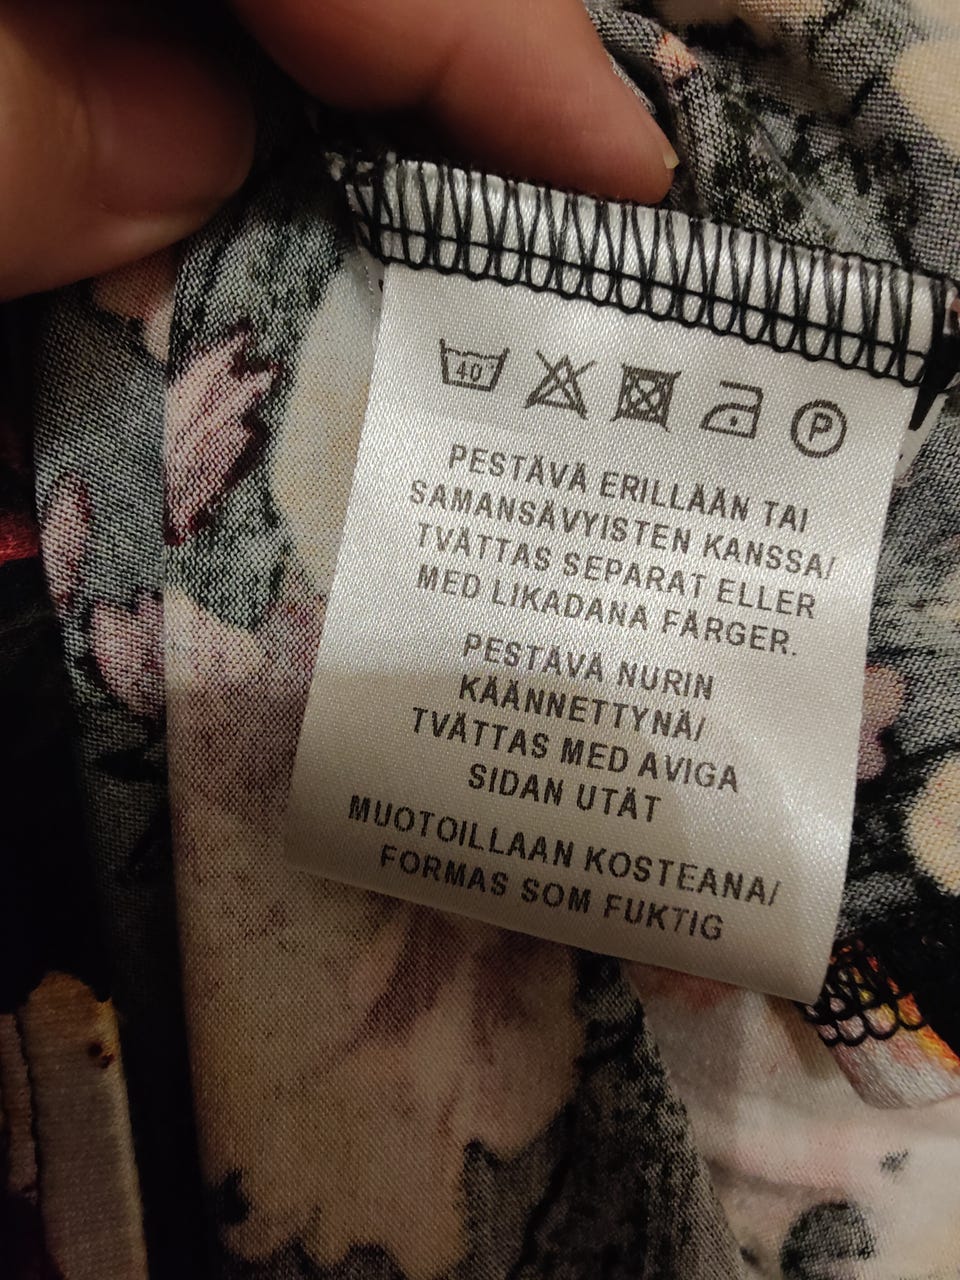 40°
P
PESTÄVÄ ERILLÄÄN TAI
SAMANSÄVYISTEN KANSSA/
TVÄTTAS SEPARAT ELLER
MED LIKADANA FÄRGER.
PESTÄVÄ NURIN
KÄÄNNETTYNÄ/
TVÄTTAS MED AVIGA
SIDAN UTÅT
MUOTOILLAAN KOSTEANA/
FORMAS SOM FUKTIG